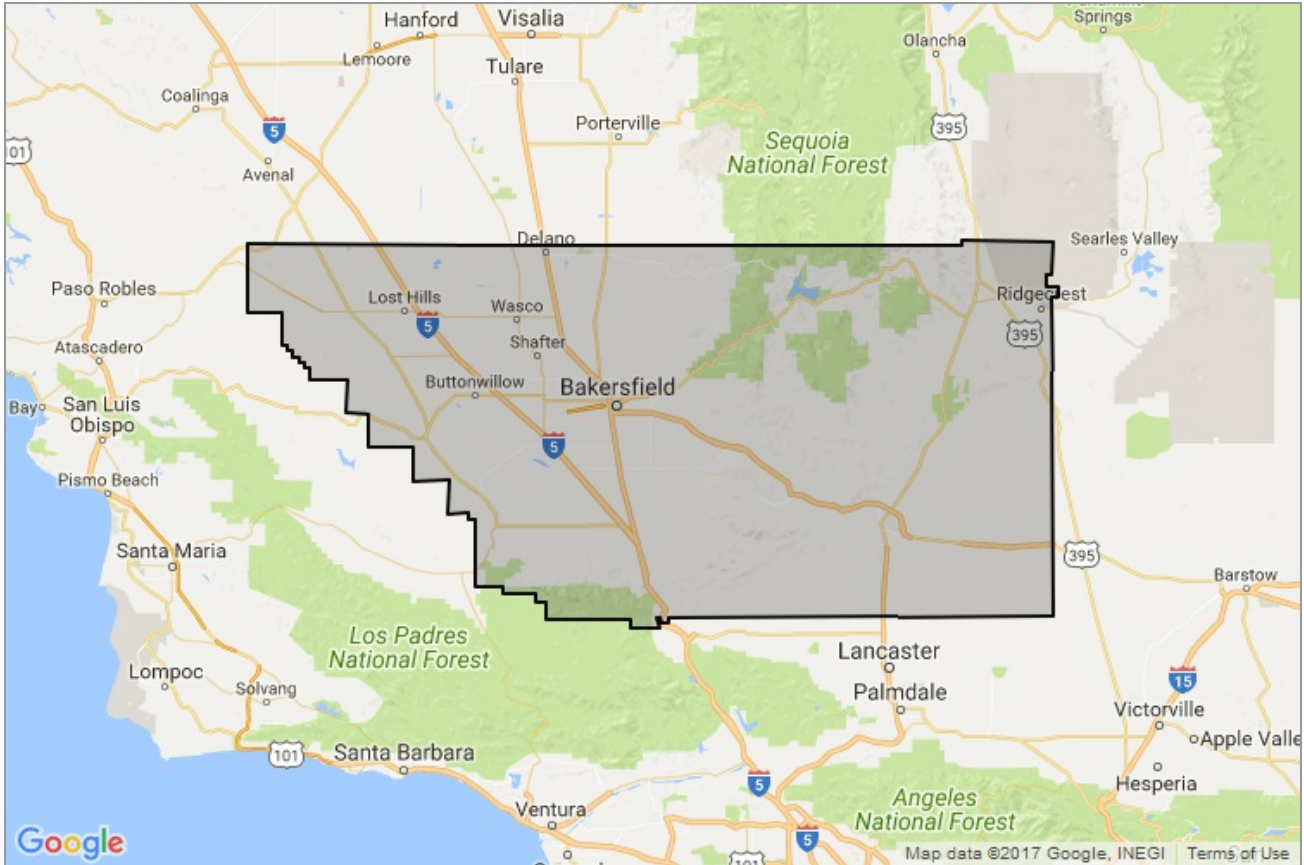 Hanford
Visalia
Springs
Lemoore
Olancha
Tulare
Coalinga
Porterville
5
395
101
Sequoia
National Forest
Avenal
Delano
Searles Valley
Paso Robles
Lost Hills
Wasco
Ridgecrest
5
395
Shafter
Atascadero
Buttonwillow
Bakersfield
Bay
San Luis
Obispo
5
Pismo Beach
Santa Maria
395
Barstow
Los Padres
National Forest
Lancaster
Lompoc
Solvang
Palmdale
15
Victorville
101
Santa Barbara
Apple Valle
Hesperia
5
Ventura
Angeles
National Forest
5
Google
101
Map data ©2017 Google, INEGI
Terms of Use